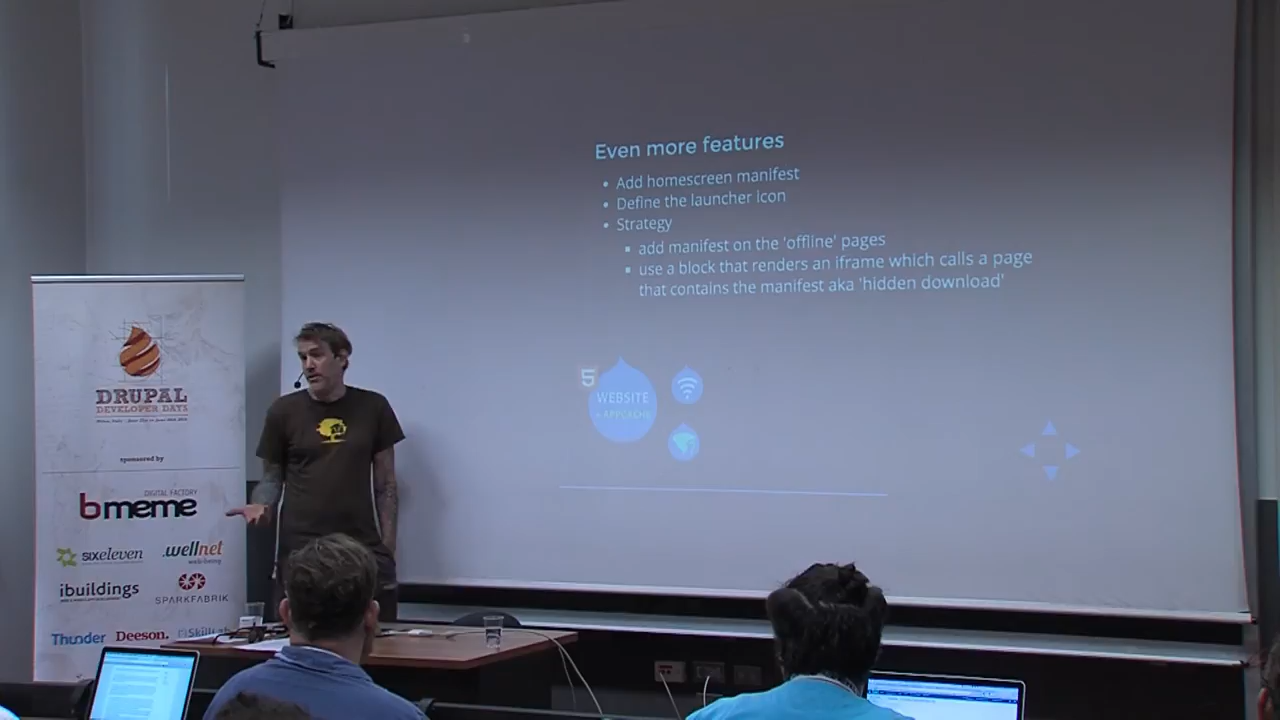 Even more features
• Add homescreen manifest
• Define the launcher icon
• Strategy
▪ add manifest on the 'offline' pages
▪ use a block that renders an iframe which calls a page
that contains the manifest aka 'hidden download'
5
WEBSITE
+ APPCACHE
DRUPAL
DEVELOPER DAYS
sponsored by
DIGITAL FACTORY
bmeme
sixeleven
.wellnet
ibuildings
SPARKFABRIK
Thunder
Deeson.